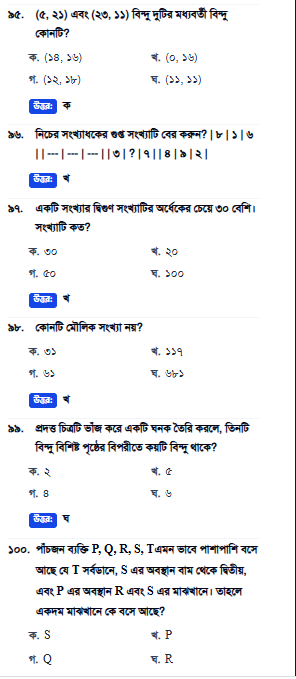 ৯৫. (৫, ২১) এবং (২৩, ১১) বিন্দু দুটির মধ্যবর্তী বিন্দু
কোনটি?
ক. (১৪, ১৬) খ. (০, ১৬)
গ. (১২, ১৮) ঘ. (১১, ১১)
উত্তর: ক
৯৬. নিচের সংখ্যাধকের গুপ্ত সংখ্যাটি বের করুন? | ৮ | ১ | ৬
| | --- | --- | --- | | ৩ | ? | ৭ | | ৪ | ৯ | ২ |
উত্তর: খ
৯৭. একটি সংখ্যার দ্বিগুণ সংখ্যাটির অর্ধেকের চেয়ে ৩০ বেশি।
সংখ্যাটি কত?
ক. ৩০ খ. ২০
গ. ৫০ ঘ. ১০০
উত্তর: খ
৯৮. কোনটি মৌলিক সংখ্যা নয়?
ক. ৩১ খ. ১১৭
গ. ৬১ ঘ. ৬৮১
উত্তর: খ
৯৯. প্রদত্ত চিত্রটি ভাঁজ করে একটি ঘনক তৈরি করলে, তিনটি
বিন্দু বিশিষ্ট পৃষ্ঠের বিপরীতে কয়টি বিন্দু থাকে?
ক. ২ খ. ৫
গ. ৪ ঘ. ৬
উত্তর: ঘ
১০০. পাঁচজন ব্যক্তি P, Q, R, S, T এমন ভাবে পাশাপাশি বসে
আছে যে T সর্বডানে, S এর অবস্থান বাম থেকে দ্বিতীয়,
এবং P এর অবস্থান R এবং S এর মাঝখানে। তাহলে
একদম মাঝখানে কে বসে আছে?
ক. S খ. P
গ. Q ঘ. R